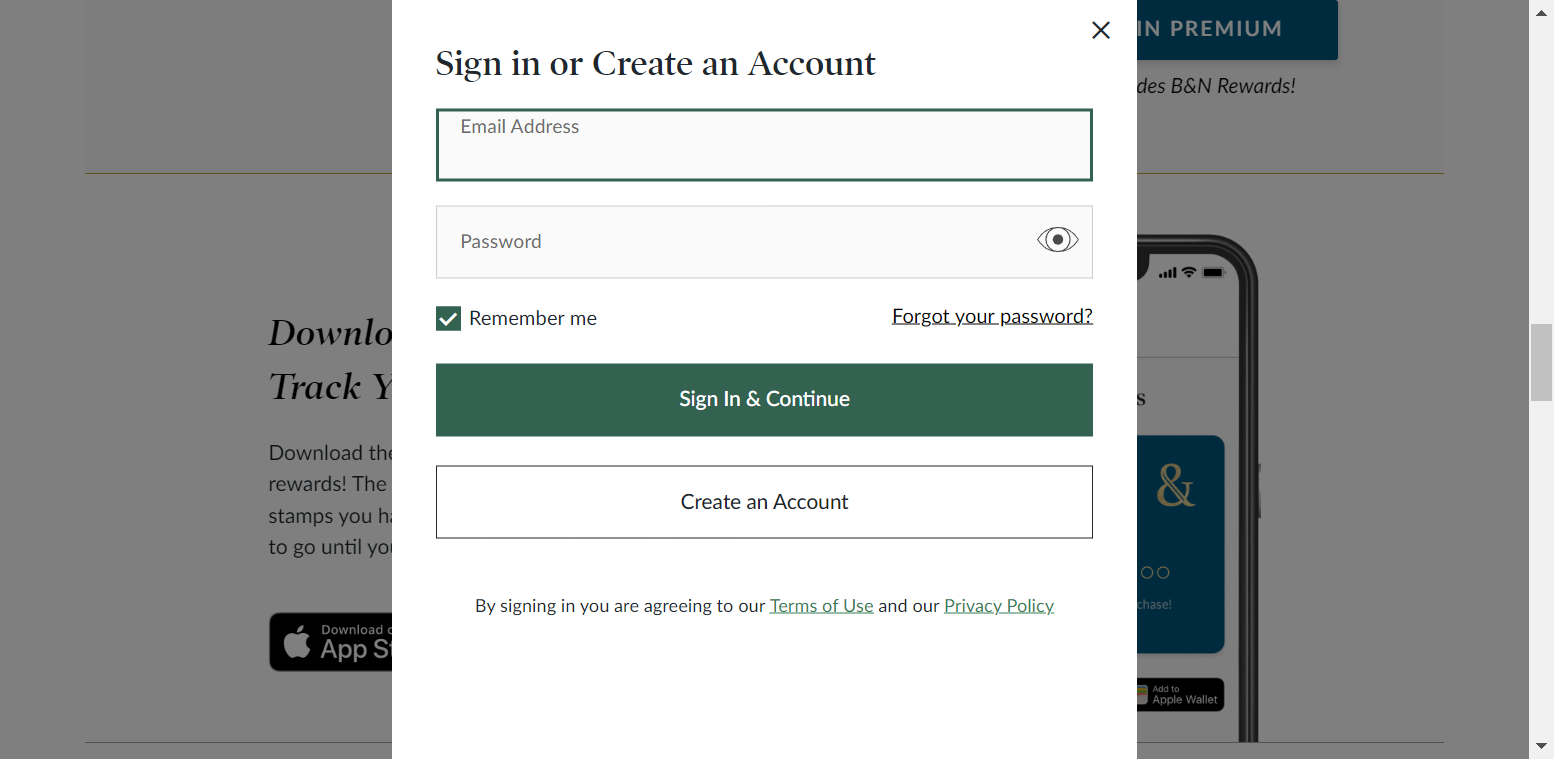 IN PREMIUM
des B&N Rewards!
Sign in or Create an Account
Email Address
Password
Remember me
Forgot your password?
Sign In & Continue
Create an Account
By signing in you are agreeing to our Terms of Use and our Privacy Policy
Downlo
Track Y
Download the
rewards! The
stamps you ha
to go until you
Download o
App St
s
&
chase!
Add to
Apple Wallet